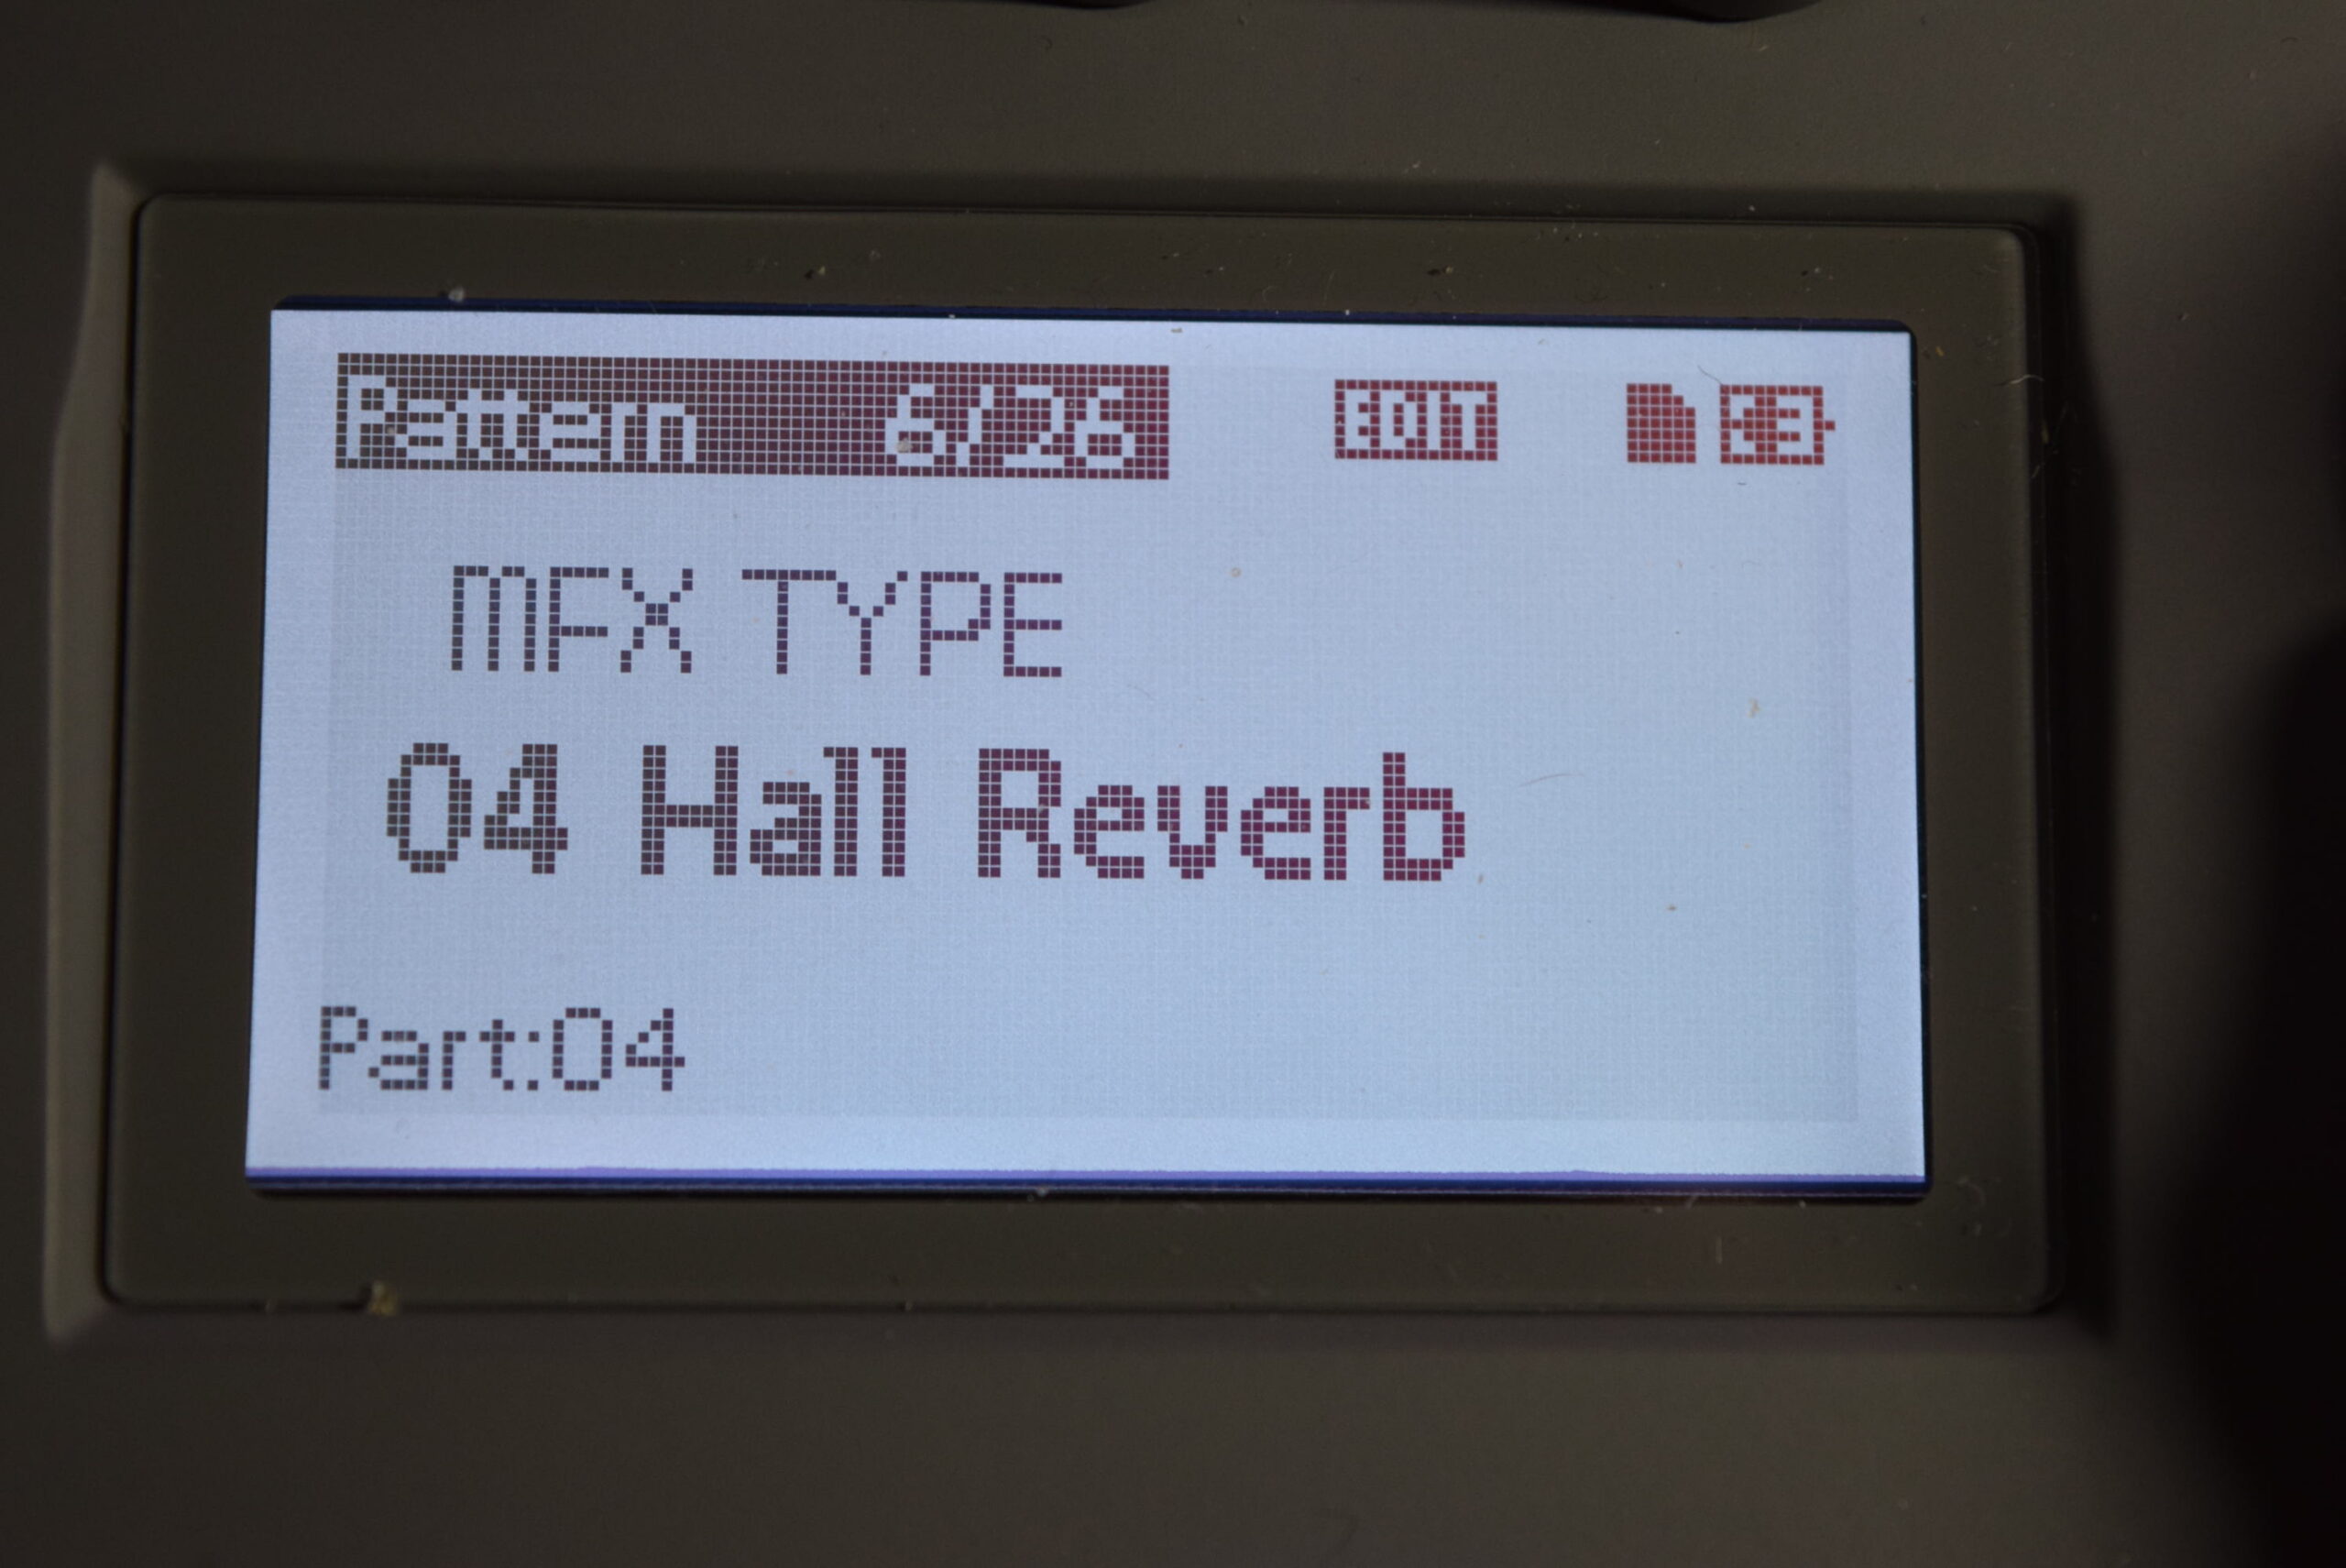 Pattern 6/26 EDIT
MFX TYPE
04 Hall Reverb
Part:04